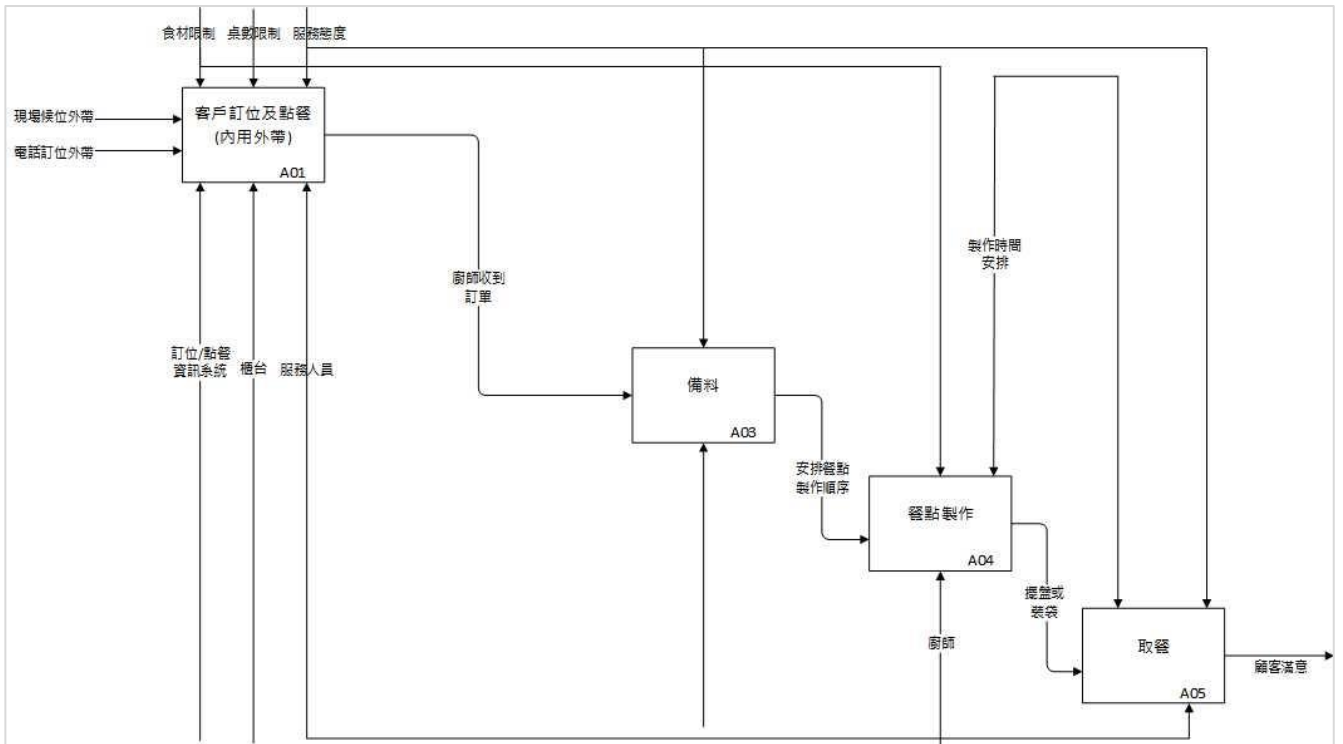 食材限制 桌數限制 服務態度
現場候位外帶
電話訂位外帶
客戶訂位及點餐
(內用外帶)
A01
廚師收到
訂單
製作時間
安排
訂位/點餐
資訊系統
櫃台
服務人員
備料
A03
安排餐點
製作順序
餐點製作
A04
擺盤或
裝袋
廚師
取餐
A05
顧客滿意